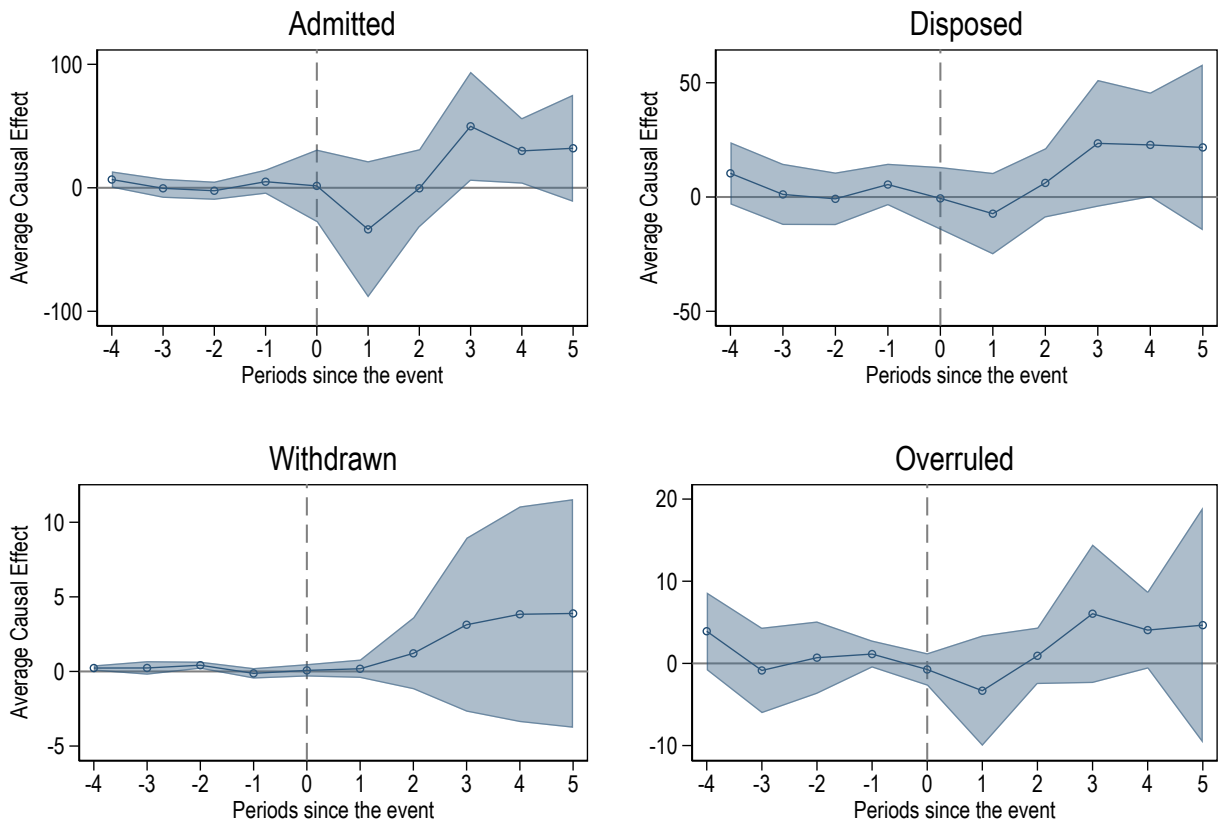 Admitted
Average Causal Effect
100
0
-100
-4 -3 -2 -1 0 1 2 3 4 5
Periods since the event
Disposed
Average Causal Effect
50
0
-50
-4 -3 -2 -1 0 1 2 3 4 5
Periods since the event
Withdrawn
Average Causal Effect
10
5
0
-5
-4 -3 -2 -1 0 1 2 3 4 5
Periods since the event
Overruled
20
10
0
-10
-4 -3 -2 -1 0 1 2 3 4 5
Periods since the event